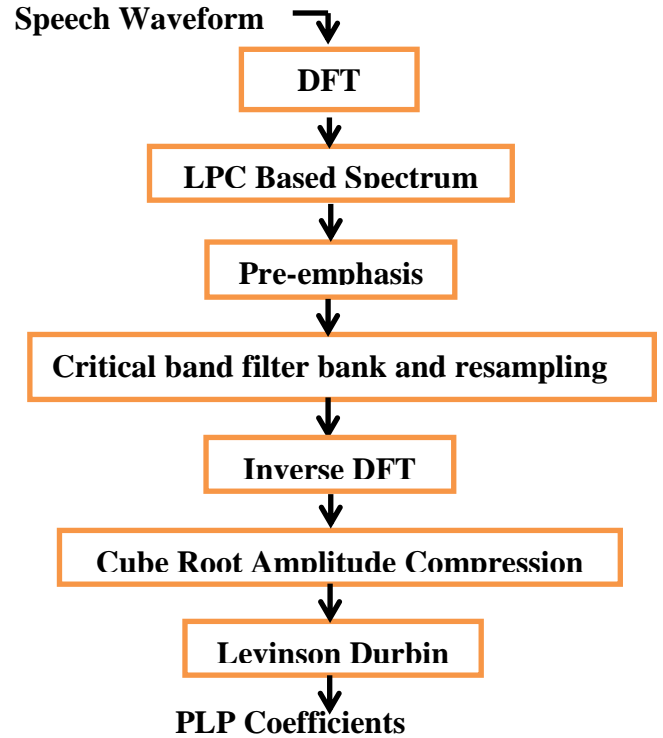 Speech Waveform
DFT
LPC Based Spectrum
Pre-emphasis
Critical band filter bank and resampling
Inverse DFT
Cube Root Amplitude Compression
Levinson Durbin
PLP Coefficients